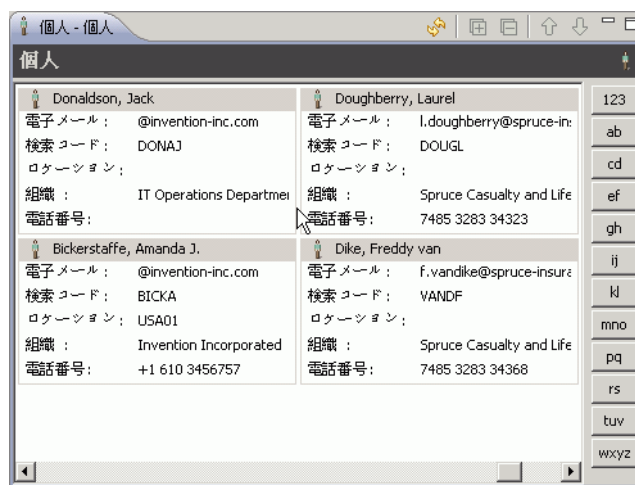 個人 - 個人
個人
Donaldson, Jack
電子メール： @invention-inc.com
検索コード： DONAJ
ロケーション：
組織： IT Operations Departmen
電話番号：
Doughberry, Laurel
電子メール： l.doughberry@spruce-in
検索コード： DOUGL
ロケーション：
組織： Spruce Casualty and Life
電話番号： 7485 3283 34323
Bickerstaffe, Amanda J.
電子メール： @invention-inc.com
検索コード： BICKA
ロケーション： USA01
組織： Invention Incorporated
電話番号： +1 610 3456757
Dike, Freddy van
電子メール： f.vandike@spruce-insura
検索コード： VANDF
ロケーション：
組織： Spruce Casualty and Life
電話番号： 7485 3283 34368
123
ab
cd
ef
gh
ij
kl
mno
pq
rs
tuv
wxyz